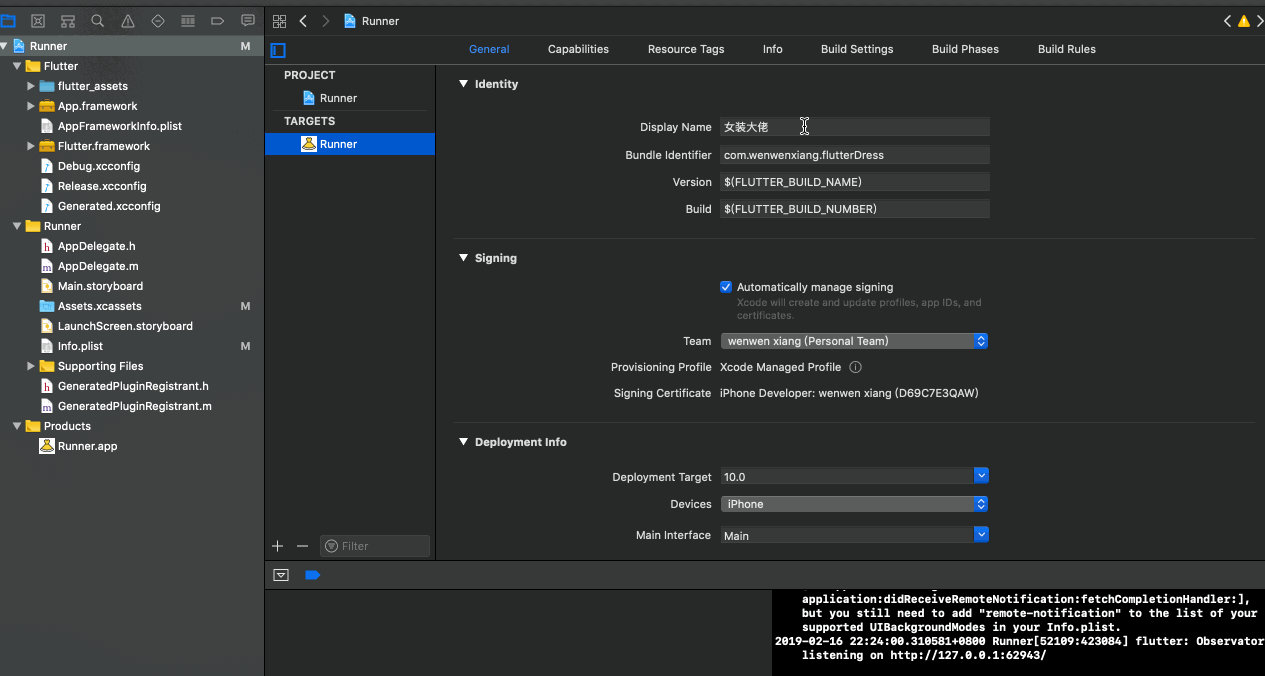 Runner
General
Capabilities
Resource Tags
Info
Build Settings
Build Phases
Build Rules
Runner M
Flutter
flutter_assets
App.framework
AppFrameworkInfo.plist
Flutter.framework
Debug.xcconfig
Release.xcconfig
Generated.xcconfig
Runner
AppDelegate.h
AppDelegate.m
Main.storyboard
Assets.xcassets M
LaunchScreen.storyboard
Info.plist M
Supporting Files
GeneratedPluginRegistrant.h
GeneratedPluginRegistrant.m
Products
Runner.app
PROJECT
Runner
TARGETS
Runner
Filter
Identity
Display Name 女装大佬
Bundle Identifier com.wenwenxiang.flutterDress
Version $(FLUTTER_BUILD_NAME)
Build $(FLUTTER_BUILD_NUMBER)
Signing
Automatically manage signing
Xcode will create and update profiles, app IDs, and
certificates.
Team wenwen xiang (Personal Team)
Provisioning Profile Xcode Managed Profile
Signing Certificate iPhone Developer: wenwen xiang (D69C7E3QAW)
Deployment Info
Deployment Target 10.0
Devices iPhone
Main Interface Main
application:didReceiveRemoteNotification:fetchCompletionHandler:],
but you still need to add "remote-notification" to the list of your
supported UIBackgroundModes in your Info.plist.
2019-02-16 22:24:00.310581+0800 Runner[52109:423084] flutter: Observator
listening on http://127.0.0.1:62943/